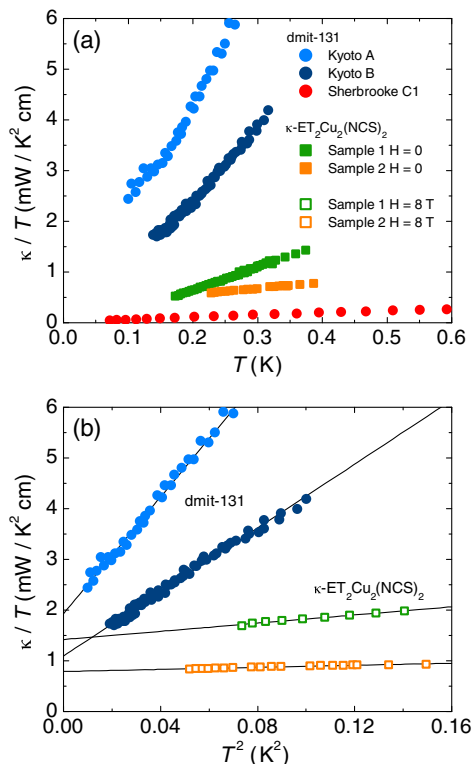 (a)
dmit-131
Kyoto A
Kyoto B
Sherbrooke C1
κ-ET₂Cu₂(NCS)₂
Sample 1 H = 0
Sample 2 H = 0
Sample 1 H = 8 T
Sample 2 H = 8 T
κ / T (mW / K² cm)
6
5
4
3
2
1
0
0.0 0.1 0.2 0.3 0.4 0.5 0.6
T (K)
(b)
dmit-131
κ-ET₂Cu₂(NCS)₂
κ / T (mW / K² cm)
6
5
4
3
2
1
0
0.00 0.04 0.08 0.12 0.16
T² (K²)